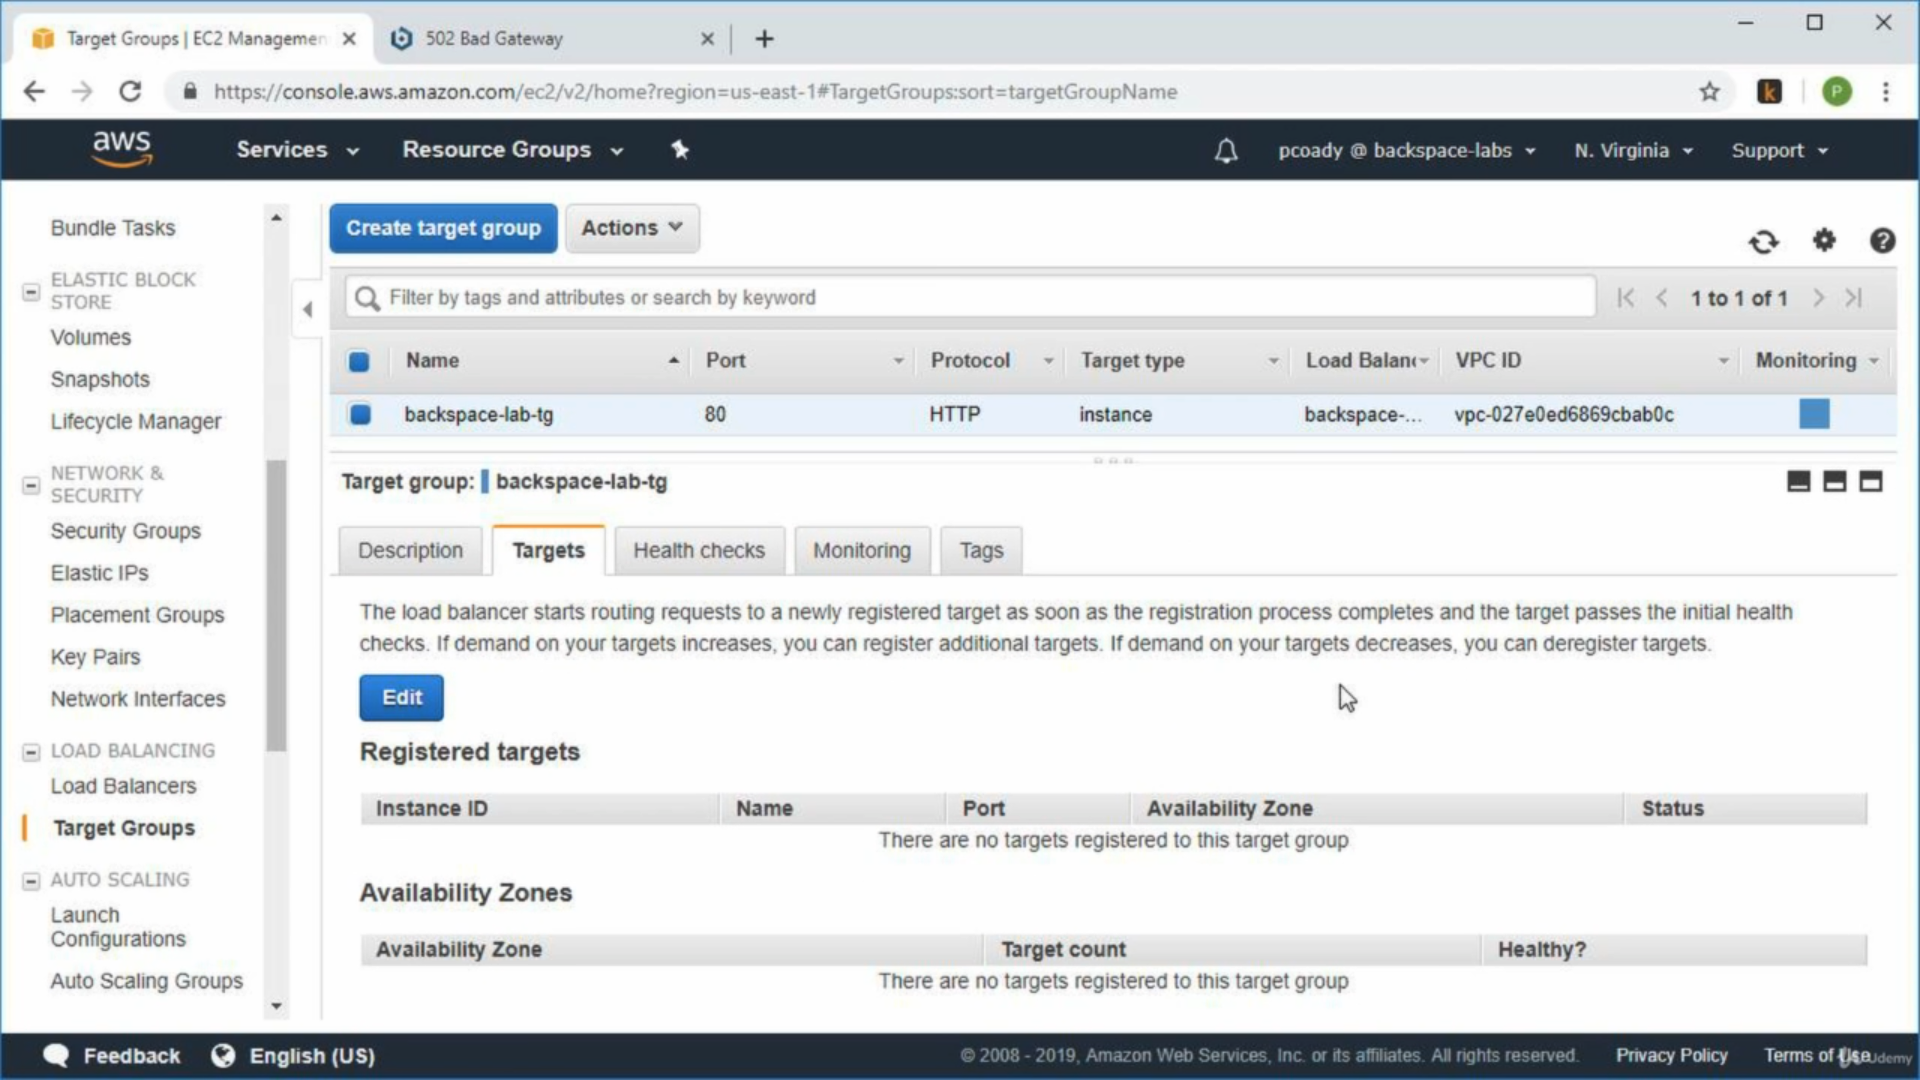 Target Groups | EC2 Managemen
502 Bad Gateway
https://console.aws.amazon.com/ec2/v2/home?region=us-east-1#TargetGroups:sort=targetGroupName
k
P
aws
Services
Resource Groups
pcoady @ backspace-labs
N. Virginia
Support
Bundle Tasks
ELASTIC BLOCK
STORE
Volumes
Snapshots
Lifecycle Manager
NETWORK &
SECURITY
Security Groups
Elastic IPs
Placement Groups
Key Pairs
Network Interfaces
LOAD BALANCING
Load Balancers
Target Groups
AUTO SCALING
Launch
Configurations
Auto Scaling Groups
Create target group
Actions
Filter by tags and attributes or search by keyword
1 to 1 of 1
Name Port Protocol Target type Load Balanc VPC ID Monitoring
backspace-lab-tg 80 HTTP instance backspace-... vpc-027e0ed6869cbab0c
Target group: backspace-lab-tg
Description Targets Health checks Monitoring Tags
The load balancer starts routing requests to a newly registered target as soon as the registration process completes and the target passes the initial health
checks. If demand on your targets increases, you can register additional targets. If demand on your targets decreases, you can deregister targets.
Edit
Registered targets
Instance ID Name Port Availability Zone Status
There are no targets registered to this target group
Availability Zones
Availability Zone Target count Healthy?
There are no targets registered to this target group
Feedback
English (US)
© 2008 - 2019, Amazon Web Services, Inc. or its affiliates. All rights reserved.
Privacy Policy
Terms of Use
Udemy